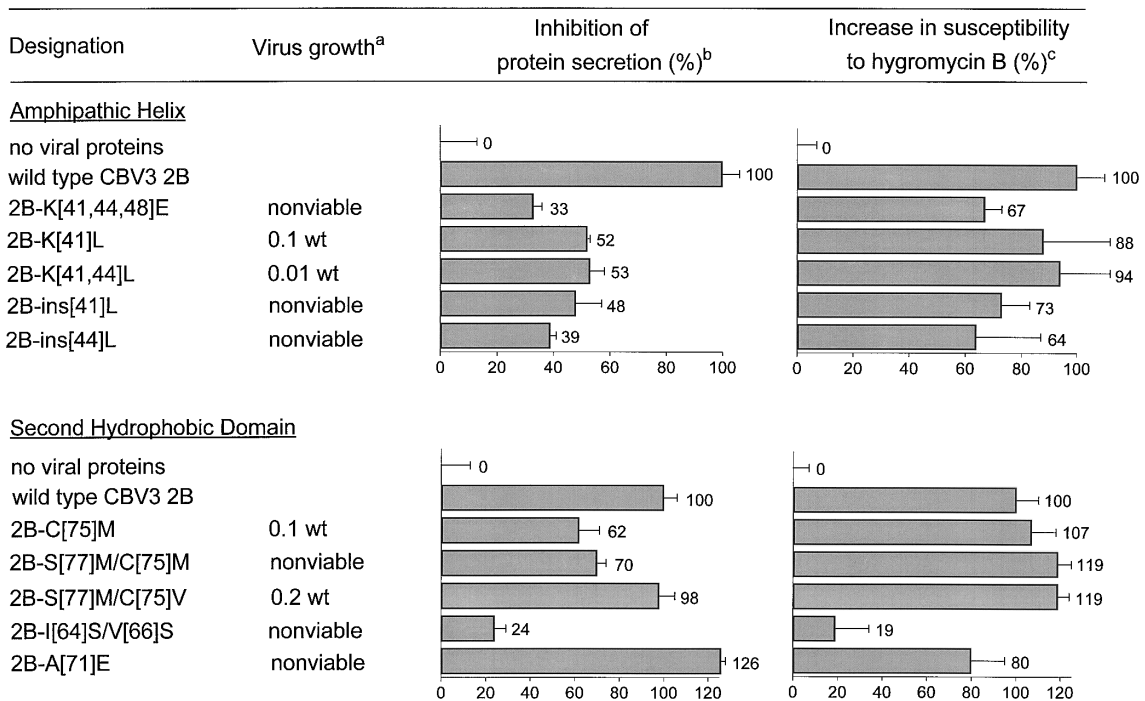 Designation Virus growthᵃ Inhibition of protein secretion (%)ᵇ Increase in susceptibility to hygromycin B (%)ᶜ
Amphipathic Helix
no viral proteins 0 0
wild type CBV3 2B 100 100
2B-K[41,44,48]E nonviable 33 67
2B-K[41]L 0.1 wt 52 88
2B-K[41,44]L 0.01 wt 53 94
2B-ins[41]L nonviable 48 73
2B-ins[44]L nonviable 39 64
0 20 40 60 80 100 0 20 40 60 80 100
Second Hydrophobic Domain
no viral proteins 0 0
wild type CBV3 2B 100 100
2B-C[75]M 0.1 wt 62 107
2B-S[77]M/C[75]M nonviable 70 119
2B-S[77]M/C[75]V 0.2 wt 98 119
2B-I[64]S/V[66]S nonviable 24 19
2B-A[71]E nonviable 126 80
0 20 40 60 80 100 120 0 20 40 60 80 100 120